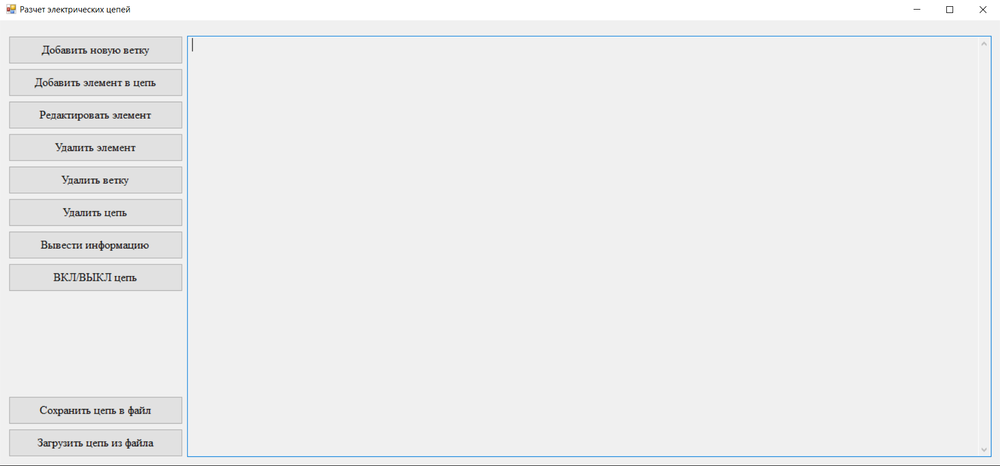 Разчет электрических цепей
Добавить новую ветку
Добавить элемент в цепь
Редактировать элемент
Удалить элемент
Удалить ветку
Удалить цепь
Вывести информацию
ВКЛ/ВЫКЛ цепь
Сохранить цепь в файл
Загрузить цепь из файла